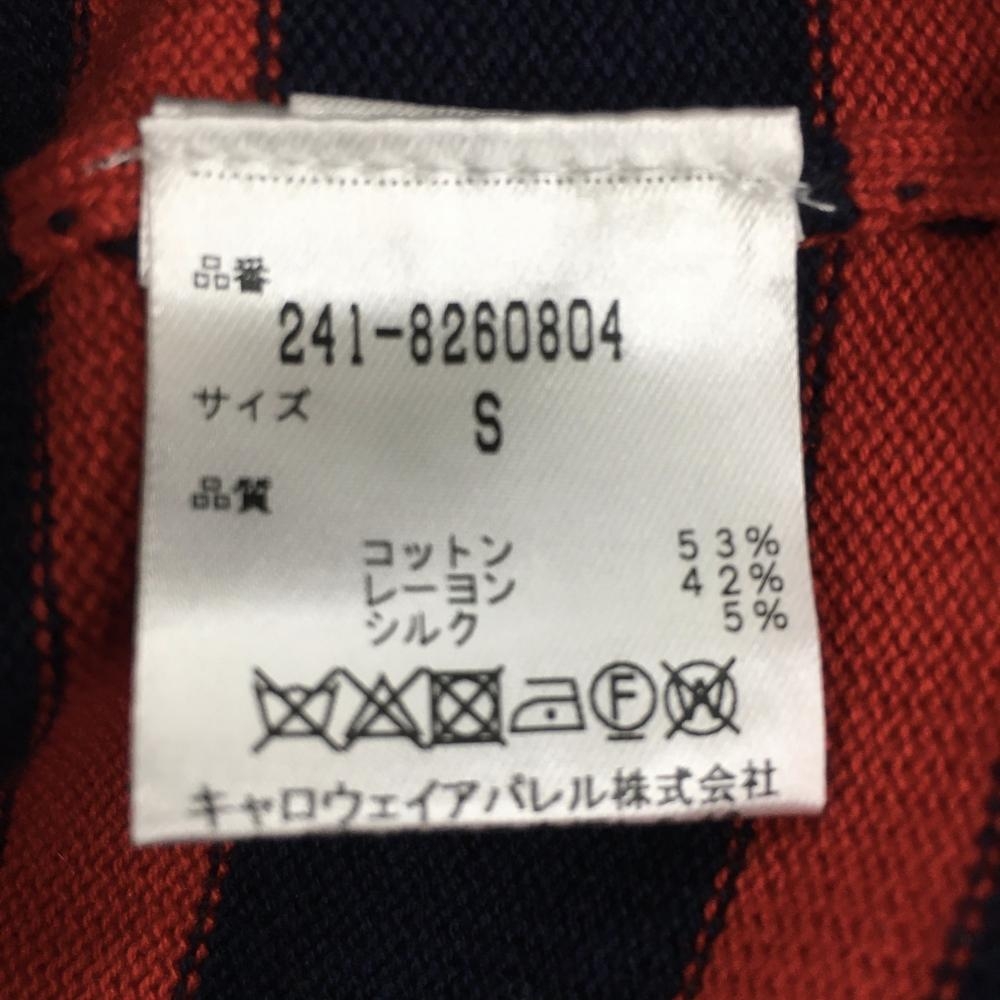 品番
241-8260804
サイズ S
品質
コットン 53%
レーヨン 42%
シルク 5%
F W
キャロウェイアパレル株式会社